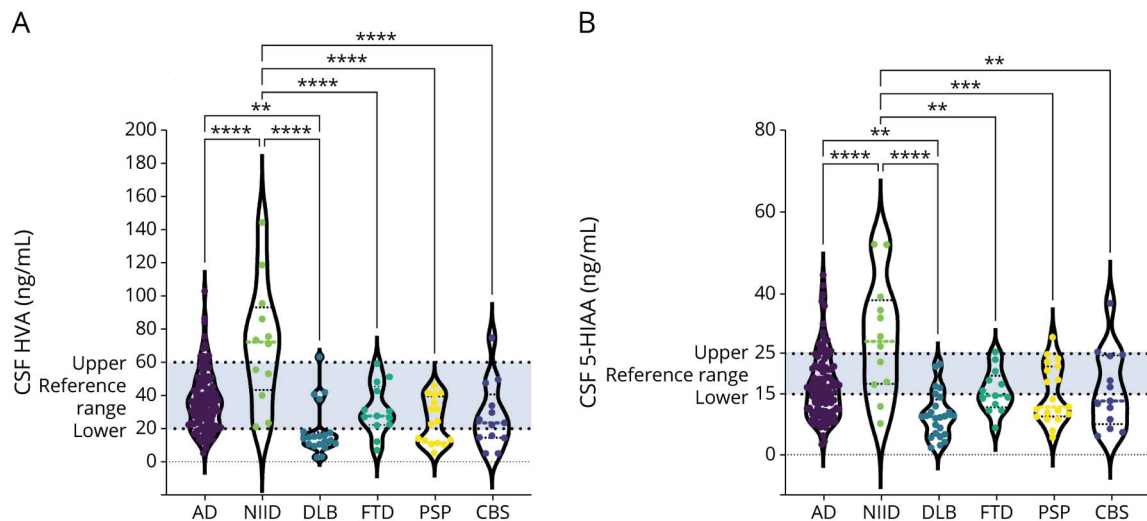 A
****
****
****
**
**** ****
200
180
160
140
120
100
80
60
40
20
0
CSF HVA (ng/mL)
Upper
Reference
range
Lower
AD NIID DLB FTD PSP CBS
B
**
***
**
**
**** ****
80
60
40
25
15
0
CSF 5-HIAA (ng/mL)
Upper
Reference range
Lower
AD NIID DLB FTD PSP CBS